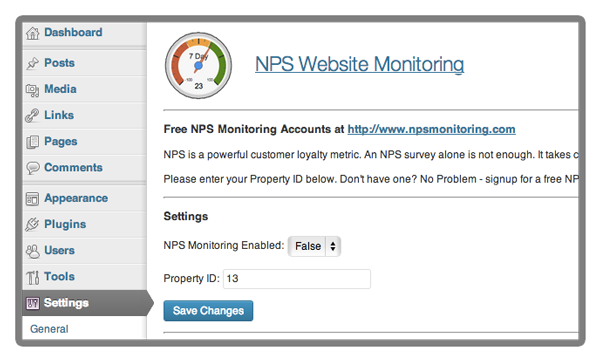 Dashboard
Posts
Media
Links
Pages
Comments
Appearance
Plugins
Users
Tools
Settings
General
7 Day
-100
100
23
NPS Website Monitoring
Free NPS Monitoring Accounts at http://www.npsmonitoring.com
NPS is a powerful customer loyalty metric. An NPS survey alone is not enough. It takes c
Please enter your Property ID below. Don't have one? No Problem - signup for a free NP
Settings
NPS Monitoring Enabled: False
Property ID: 13
Save Changes